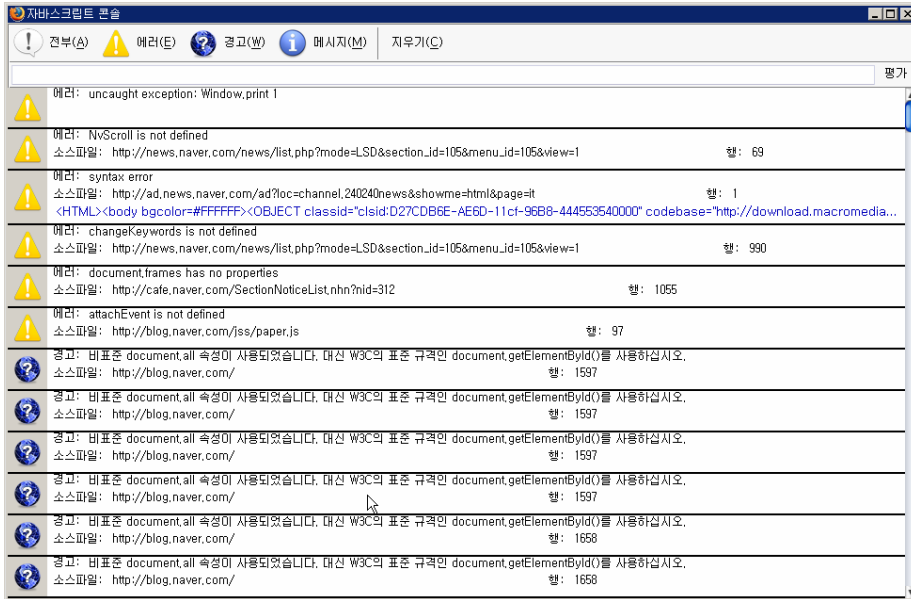 자바스크립트 콘솔
전부(A) 에러(E) 경고(W) 메시지(M) 지우기(C)
평가
에러: uncaught exception: Window.print 1
에러: NvScroll is not defined
소스파일: http://news.naver.com/news/list.php?mode=LSD&section_id=105&menu_id=105&view=1 행: 69
에러: syntax error
소스파일: http://ad.news.naver.com/ad?loc=channel.240240news&showme=html&page=it 행: 1
<HTML><body bgcolor=#FFFFFF><OBJECT classid="clsid:D27CDB6E-AE6D-11cf-96B8-444553540000" codebase="http://download.macromedia...
에러: changeKeywords is not defined
소스파일: http://news.naver.com/news/list.php?mode=LSD&section_id=105&menu_id=105&view=1 행: 990
에러: document.frames has no properties
소스파일: http://cafe.naver.com/SectionNoticeList.nhn?nid=312 행: 1055
에러: attachEvent is not defined
소스파일: http://blog.naver.com/jss/paper.js 행: 97
경고: 비표준 document.all 속성이 사용되었습니다. 대신 W3C의 표준 규격인 document.getElementById()를 사용하십시오.
소스파일: http://blog.naver.com/ 행: 1597
경고: 비표준 document.all 속성이 사용되었습니다. 대신 W3C의 표준 규격인 document.getElementById()를 사용하십시오.
소스파일: http://blog.naver.com/ 행: 1597
경고: 비표준 document.all 속성이 사용되었습니다. 대신 W3C의 표준 규격인 document.getElementById()를 사용하십시오.
소스파일: http://blog.naver.com/ 행: 1597
경고: 비표준 document.all 속성이 사용되었습니다. 대신 W3C의 표준 규격인 document.getElementById()를 사용하십시오.
소스파일: http://blog.naver.com/ 행: 1597
경고: 비표준 document.all 속성이 사용되었습니다. 대신 W3C의 표준 규격인 document.getElementById()를 사용하십시오.
소스파일: http://blog.naver.com/ 행: 1658
경고: 비표준 document.all 속성이 사용되었습니다. 대신 W3C의 표준 규격인 document.getElementById()를 사용하십시오.
소스파일: http://blog.naver.com/ 행: 1658